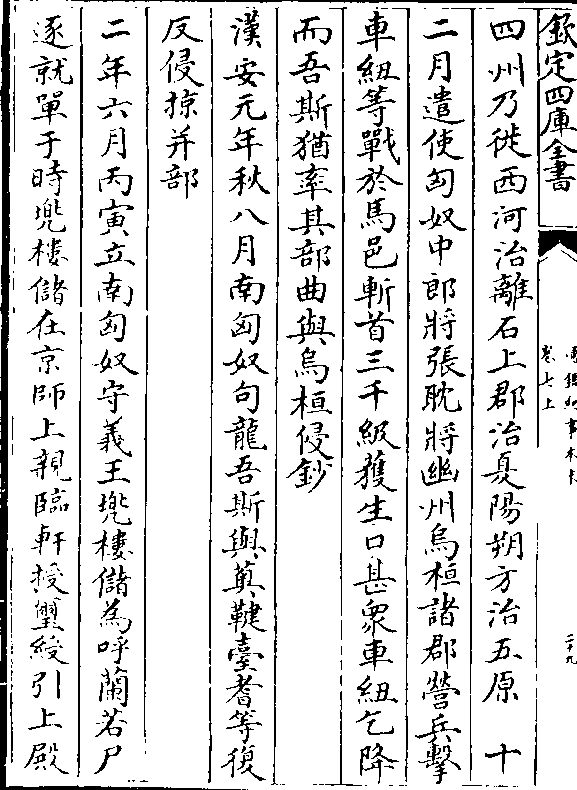 欽定四庫全書
通鑑紀事本末
卷七上
二十九
四州乃徙西河治離石上郡治夏陽朔方治五原 十
二月遣使匈奴中郎將張耽將幽州烏桓諸郡營兵擊
車紐等戰於馬邑斬首三千級獲生口甚衆車紐乞降
而吾斯猶率其部曲與烏桓侵鈔
漢安元年秋八月南匈奴句龍吾斯與薁鞬臺耆等復
反侵掠并部
二年六月丙寅立南匈奴守義王兠樓儲為呼蘭若尸
逐就單于時兠樓儲在京師上親臨軒授璽綬引上殿